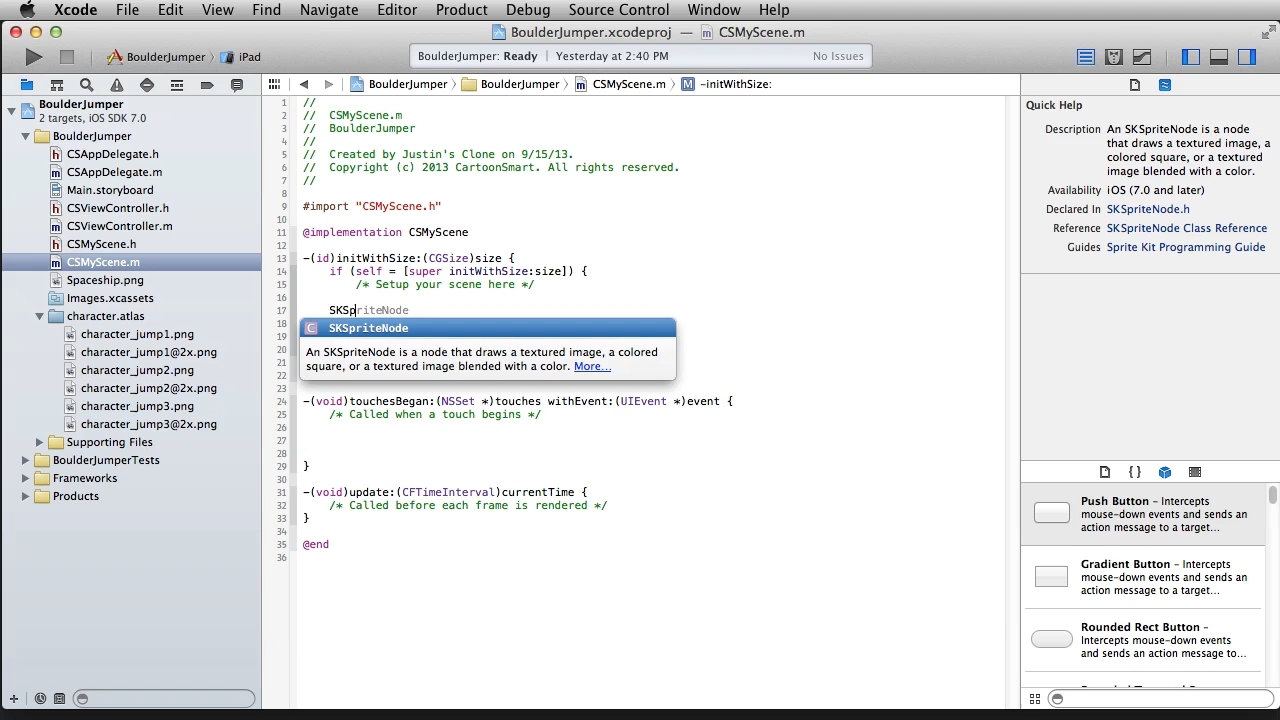 Xcode File Edit View Find Navigate Editor Product Debug Source Control Window Help
BoulderJumper.xcodeproj — CSMyScene.m
BoulderJumper iPad
BoulderJumper: Ready Yesterday at 2:40 PM No Issues
BoulderJumper
2 targets, iOS SDK 7.0
BoulderJumper
CSAppDelegate.h
CSAppDelegate.m
Main.storyboard
CSViewController.h
CSViewController.m
CSMyScene.h
CSMyScene.m
Spaceship.png
Images.xcassets
character.atlas
character_jump1.png
character_jump1@2x.png
character_jump2.png
character_jump2@2x.png
character_jump3.png
character_jump3@2x.png
Supporting Files
BoulderJumperTests
Frameworks
Products
BoulderJumper BoulderJumper CSMyScene.m M -initWithSize:
1 //
2 // CSMyScene.m
3 // BoulderJumper
4 //
5 // Created by Justin's Clone on 9/15/13.
6 // Copyright (c) 2013 CartoonSmart. All rights reserved.
7 //
8
9 #import "CSMyScene.h"
10
11 @implementation CSMyScene
12
13 -(id)initWithSize:(CGSize)size {
14 if (self = [super initWithSize:size]) {
15 /* Setup your scene here */
16
17 SKSpriteNode
18
C SKSpriteNode
19
20
An SKSpriteNode is a node that draws a textured image, a colored
21
square, or a textured image blended with a color. More...
22
23
24 -(void)touchesBegan:(NSSet *)touches withEvent:(UIEvent *)event {
25 /* Called when a touch begins */
26
27
28
29 }
30
31 -(void)update:(CFTimeInterval)currentTime {
32 /* Called before each frame is rendered */
33 }
34
35 @end
36
Quick Help
Description An SKSpriteNode is a node
that draws a textured image, a
colored square, or a textured
image blended with a color.
Availability iOS (7.0 and later)
Declared In SKSpriteNode.h
Reference SKSpriteNode Class Reference
Guides Sprite Kit Programming Guide
{ }
Push Button – Intercepts
mouse-down events and sends an
action message to a target...
Gradient Button – Intercepts
mouse-down events and sends an
action message to a target...
Rounded Rect Button –
Intercepts mouse-down events
and sends an action message to...